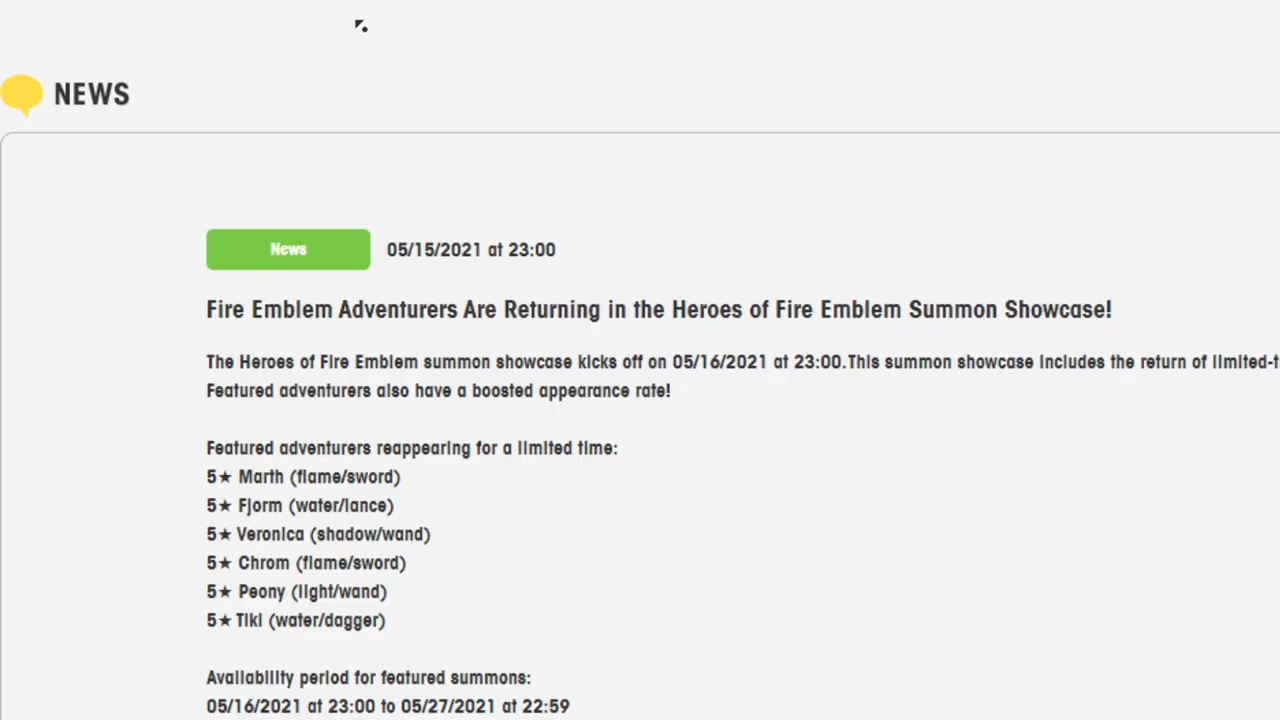 NEWS
News 05/15/2021 at 23:00
Fire Emblem Adventurers Are Returning in the Heroes of Fire Emblem Summon Showcase!
The Heroes of Fire Emblem summon showcase kicks off on 05/16/2021 at 23:00.This summon showcase includes the return of limited-t
Featured adventurers also have a boosted appearance rate!
Featured adventurers reappearing for a limited time:
5★ Marth (flame/sword)
5★ Fjorm (water/lance)
5★ Veronica (shadow/wand)
5★ Chrom (flame/sword)
5★ Peony (light/wand)
5★ Tiki (water/dagger)
Availability period for featured summons:
05/16/2021 at 23:00 to 05/27/2021 at 22:59